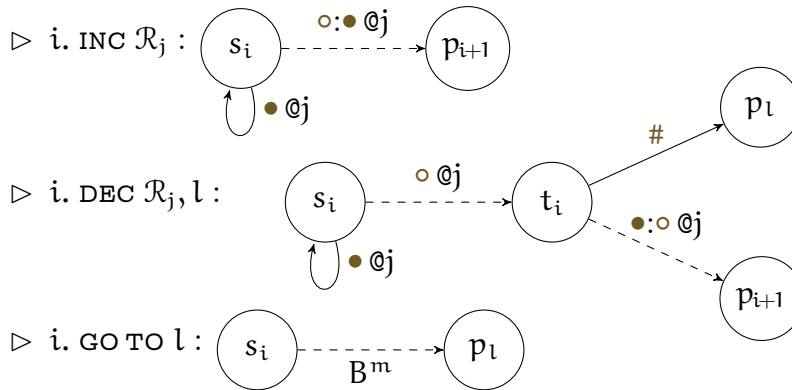 ▷ i. INC ℛⱼ : sᵢ ○:● @j pᵢ₊₁
● @j
▷ i. DEC ℛⱼ, l : sᵢ ○ @j tᵢ # pₗ
● @j ●:○ @j pᵢ₊₁
▷ i. GO TO l : sᵢ Bᵐ pₗ